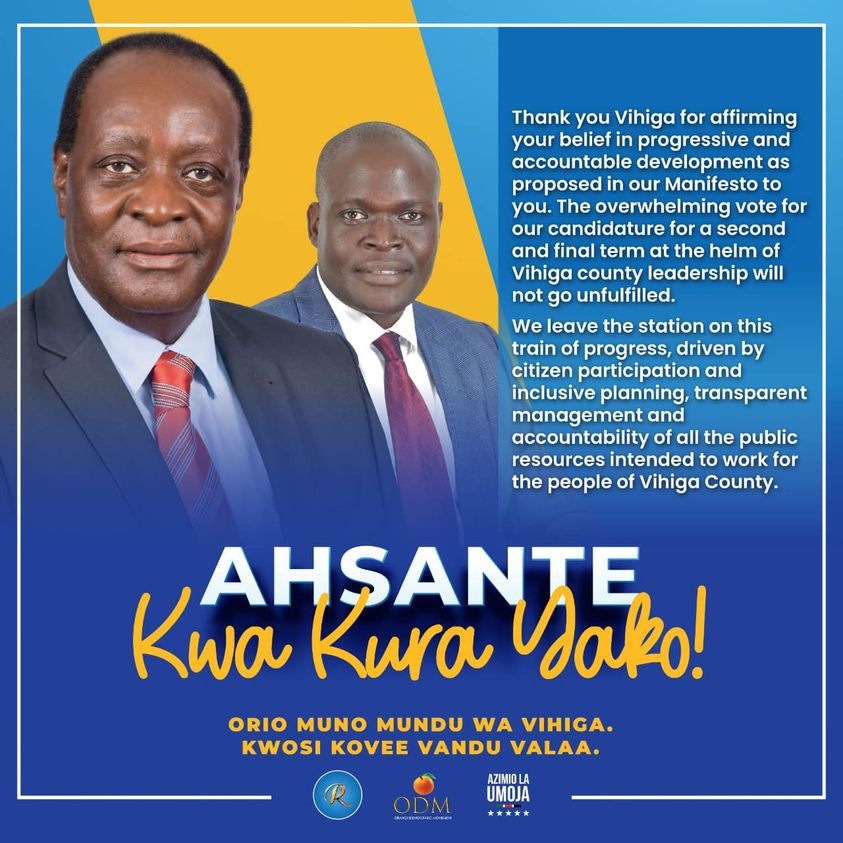 Thank you Vihiga for affirming
your belief in progressive and
accountable development as
proposed in our Manifesto to
you. The overwhelming vote for
our candidature for a second
and final term at the helm of
Vihiga county leadership will
not go unfulfilled.
We leave the station on this
train of progress, driven by
citizen participation and
inclusive planning, transparent
management and
accountability of all the public
resources intended to work for
the people of Vihiga County.
AHSANTE
Kwa Kura Yako!
ORIO MUNO MUNDU WA VIHIGA.
KWOSI KOVEE VANDU VALAA.
R
ODM
ORANGE DEMOCRATIC MOVEMENT
AZIMIO LA
UMOJA